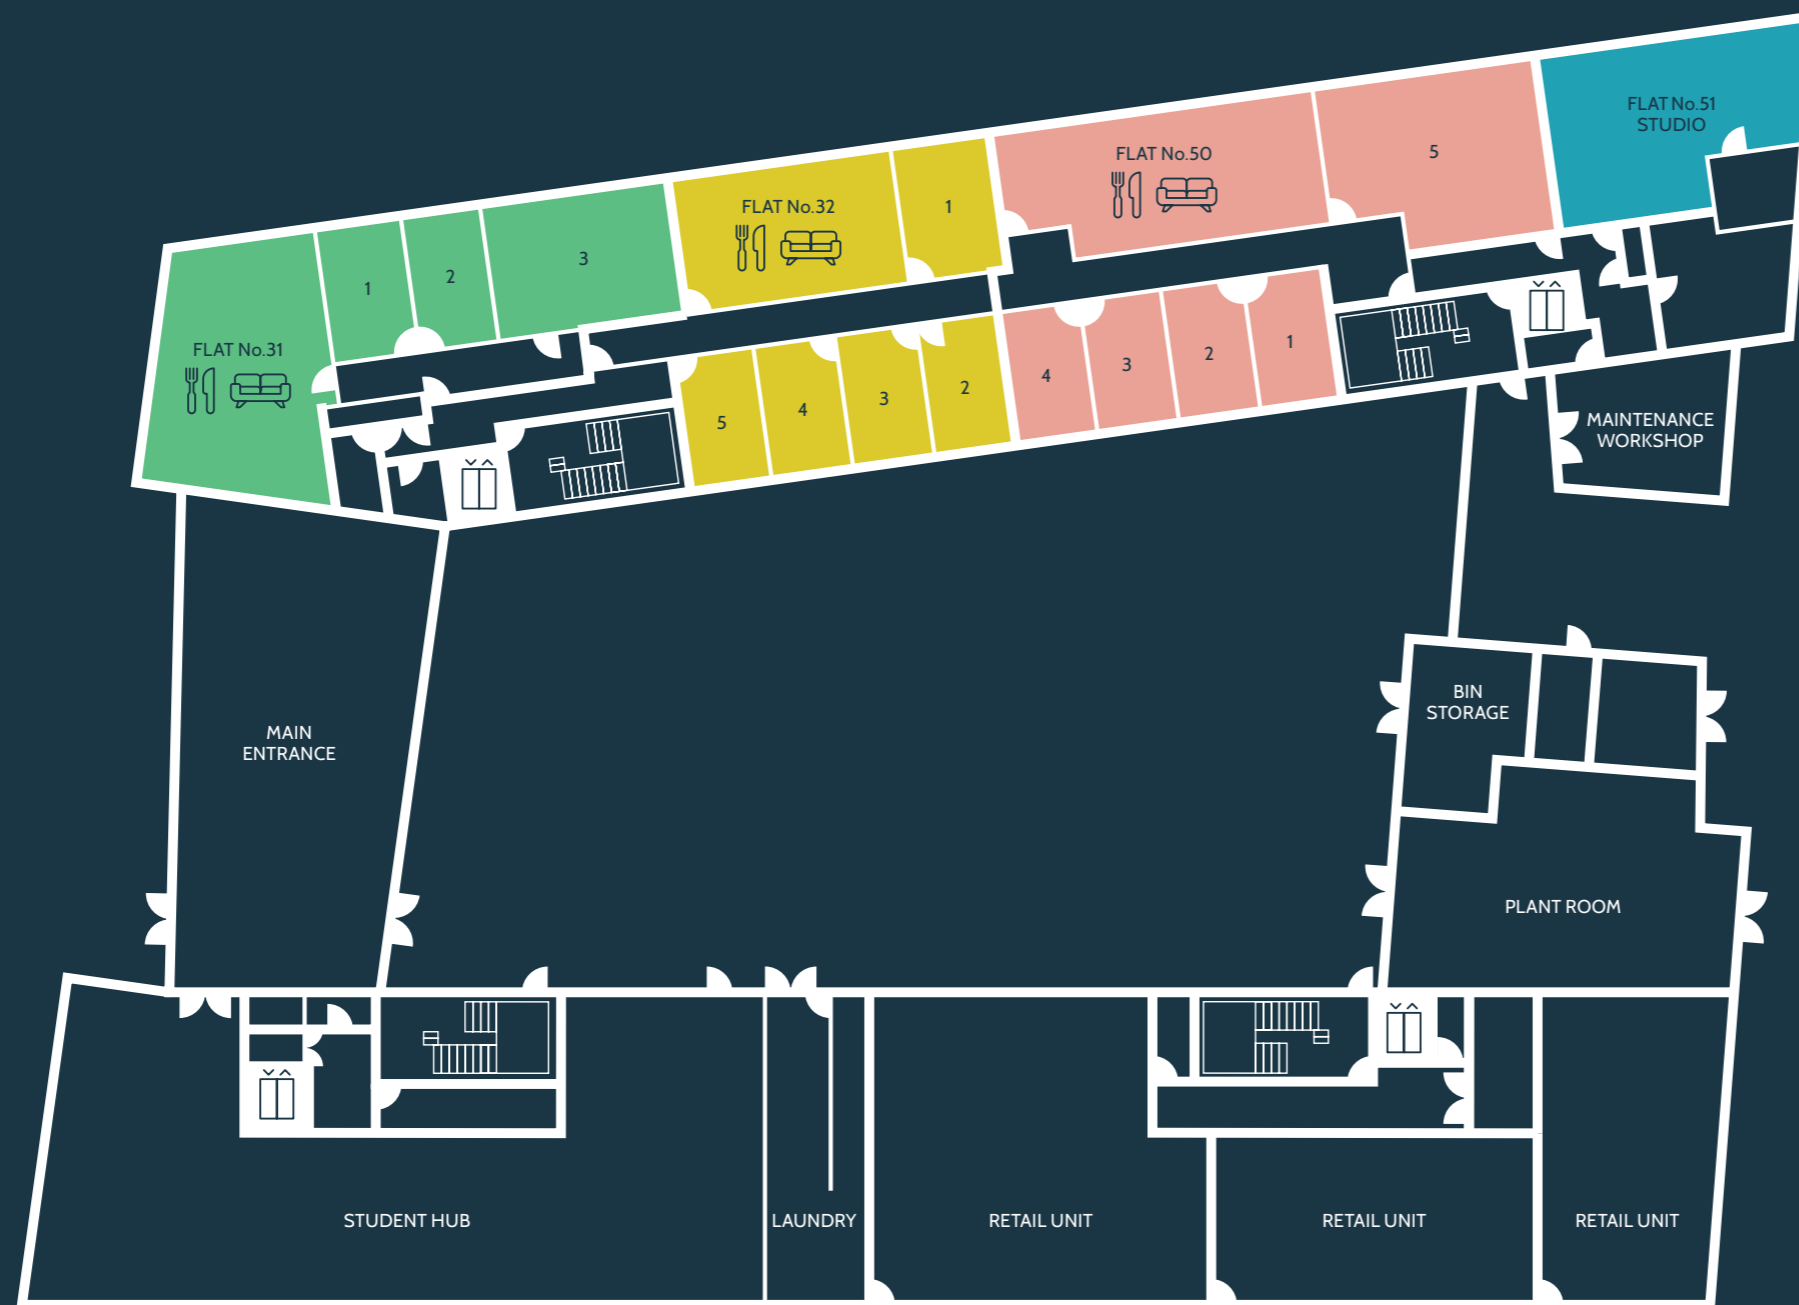 FLAT No.51
STUDIO
FLAT No.50
5
FLAT No.32
1
3
2
1
FLAT No.31
5
4
3
2
4
3
2
1
MAINTENANCE
WORKSHOP
BIN
STORAGE
MAIN
ENTRANCE
PLANT ROOM
STUDENT HUB
LAUNDRY
RETAIL UNIT
RETAIL UNIT
RETAIL UNIT